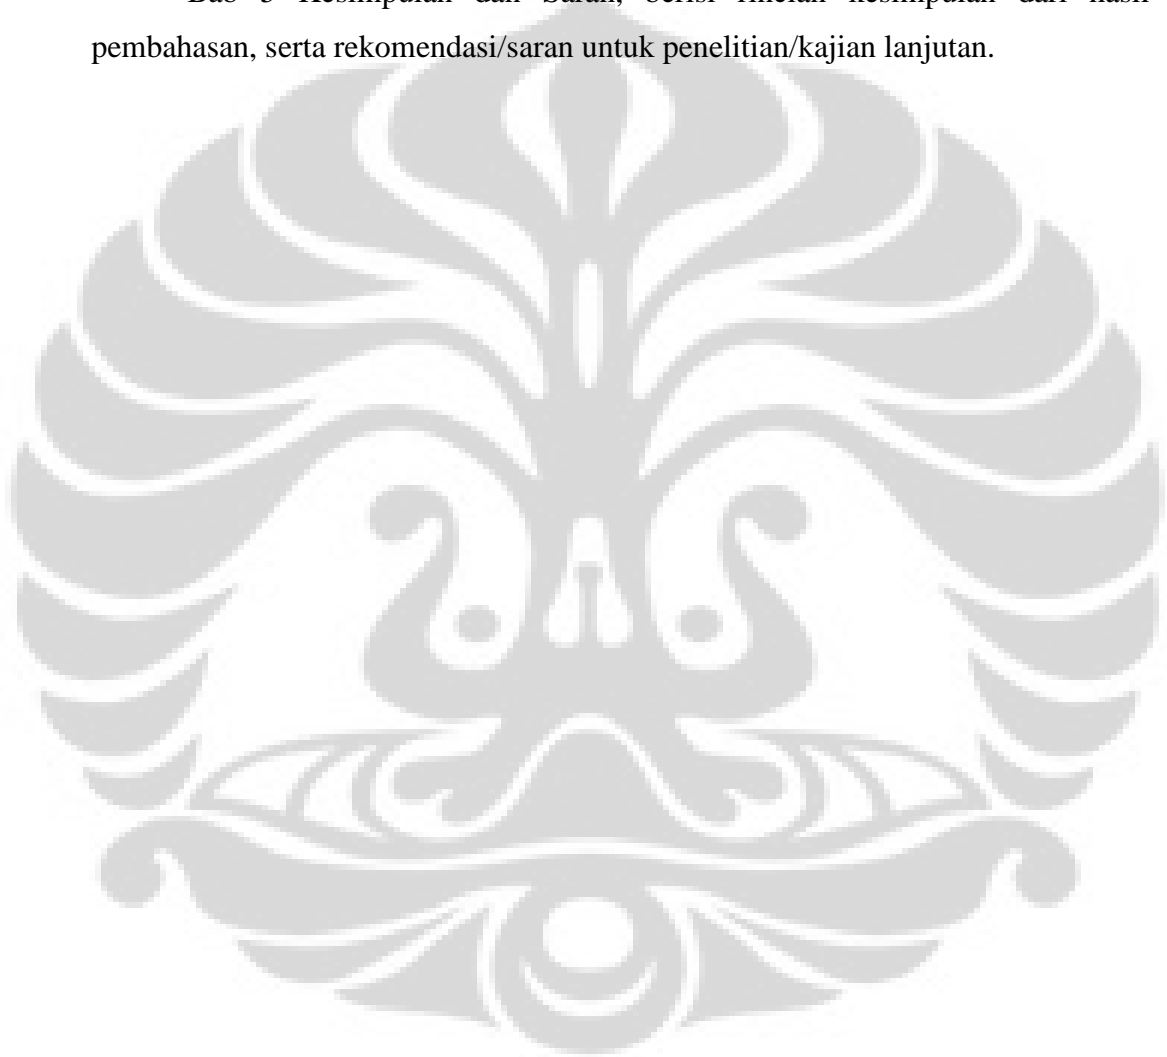 Bab 5 Kesimpulan dan Saran, berisi rincian kesimpulan dari hasil
pembahasan, serta rekomendasi/saran untuk penelitian/kajian lanjutan.